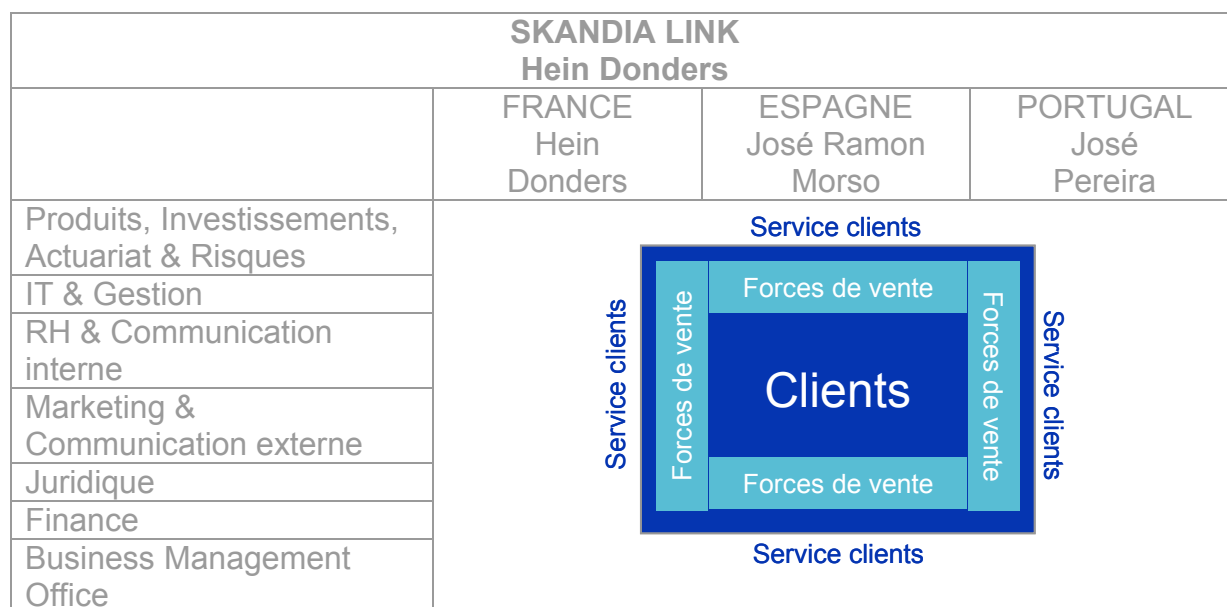 SKANDIA LINK
Hein Donders
FRANCE
Hein
Donders
ESPAGNE
José Ramon
Morso
PORTUGAL
José
Pereira
Produits, Investissements,
Actuariat & Risques
IT & Gestion
RH & Communication
interne
Marketing &
Communication externe
Juridique
Finance
Business Management
Office
Service clients
Service clients
Forces de vente
Forces de vente
Clients
Forces de vente
Forces de vente
Service clients
Service clients